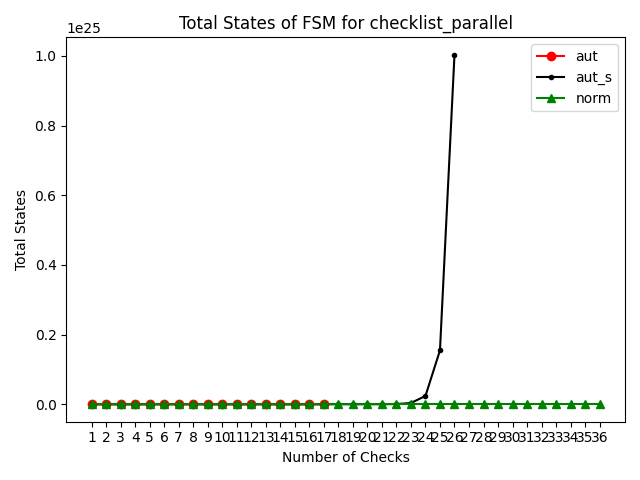 Total States of FSM for checklist_parallel
1e25
1.0
0.8
0.6
0.4
0.2
0.0
Total States
aut
aut_s
norm
1 2 3 4 5 6 7 8 9 10 11 12 13 14 15 16 17 18 19 20 21 22 23 24 25 26 27 28 29 30 31 32 33 34 35 36
Number of Checks